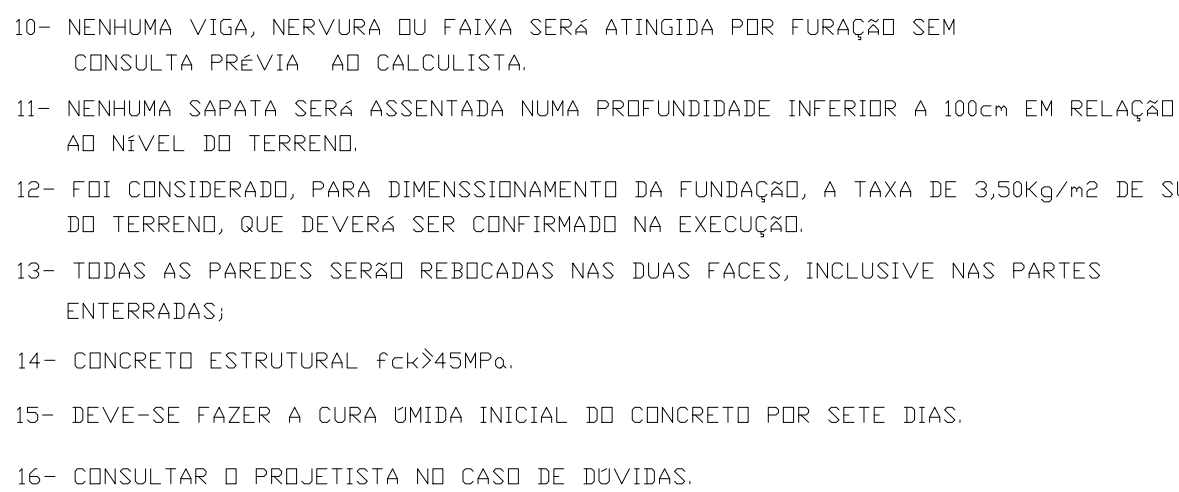 10- NENHUMA VIGA, NERVURA OU FAIXA SERá ATINGIDA POR FURAÇãO SEM
CONSULTA PRÉVIA AO CALCULISTA.
11- NENHUMA SAPATA SERá ASSENTADA NUMA PROFUNDIDADE INFERIOR A 100cm EM RELAÇãO
AO NíVEL DO TERRENO.
12- FOI CONSIDERADO, PARA DIMENSSIONAMENTO DA FUNDAÇãO, A TAXA DE 3,50Kg/m2 DE
DO TERRENO, QUE DEVERá SER CONFIRMADO NA EXECUÇãO.
13- TODAS AS PAREDES SERãO REBOCADAS NAS DUAS FACES, INCLUSIVE NAS PARTES
ENTERRADAS;
14- CONCRETO ESTRUTURAL fck⩾45MPa.
15- DEVE-SE FAZER A CURA ÚMIDA INICIAL DO CONCRETO POR SETE DIAS.
16- CONSULTAR O PROJETISTA NO CASO DE DÚVIDAS.